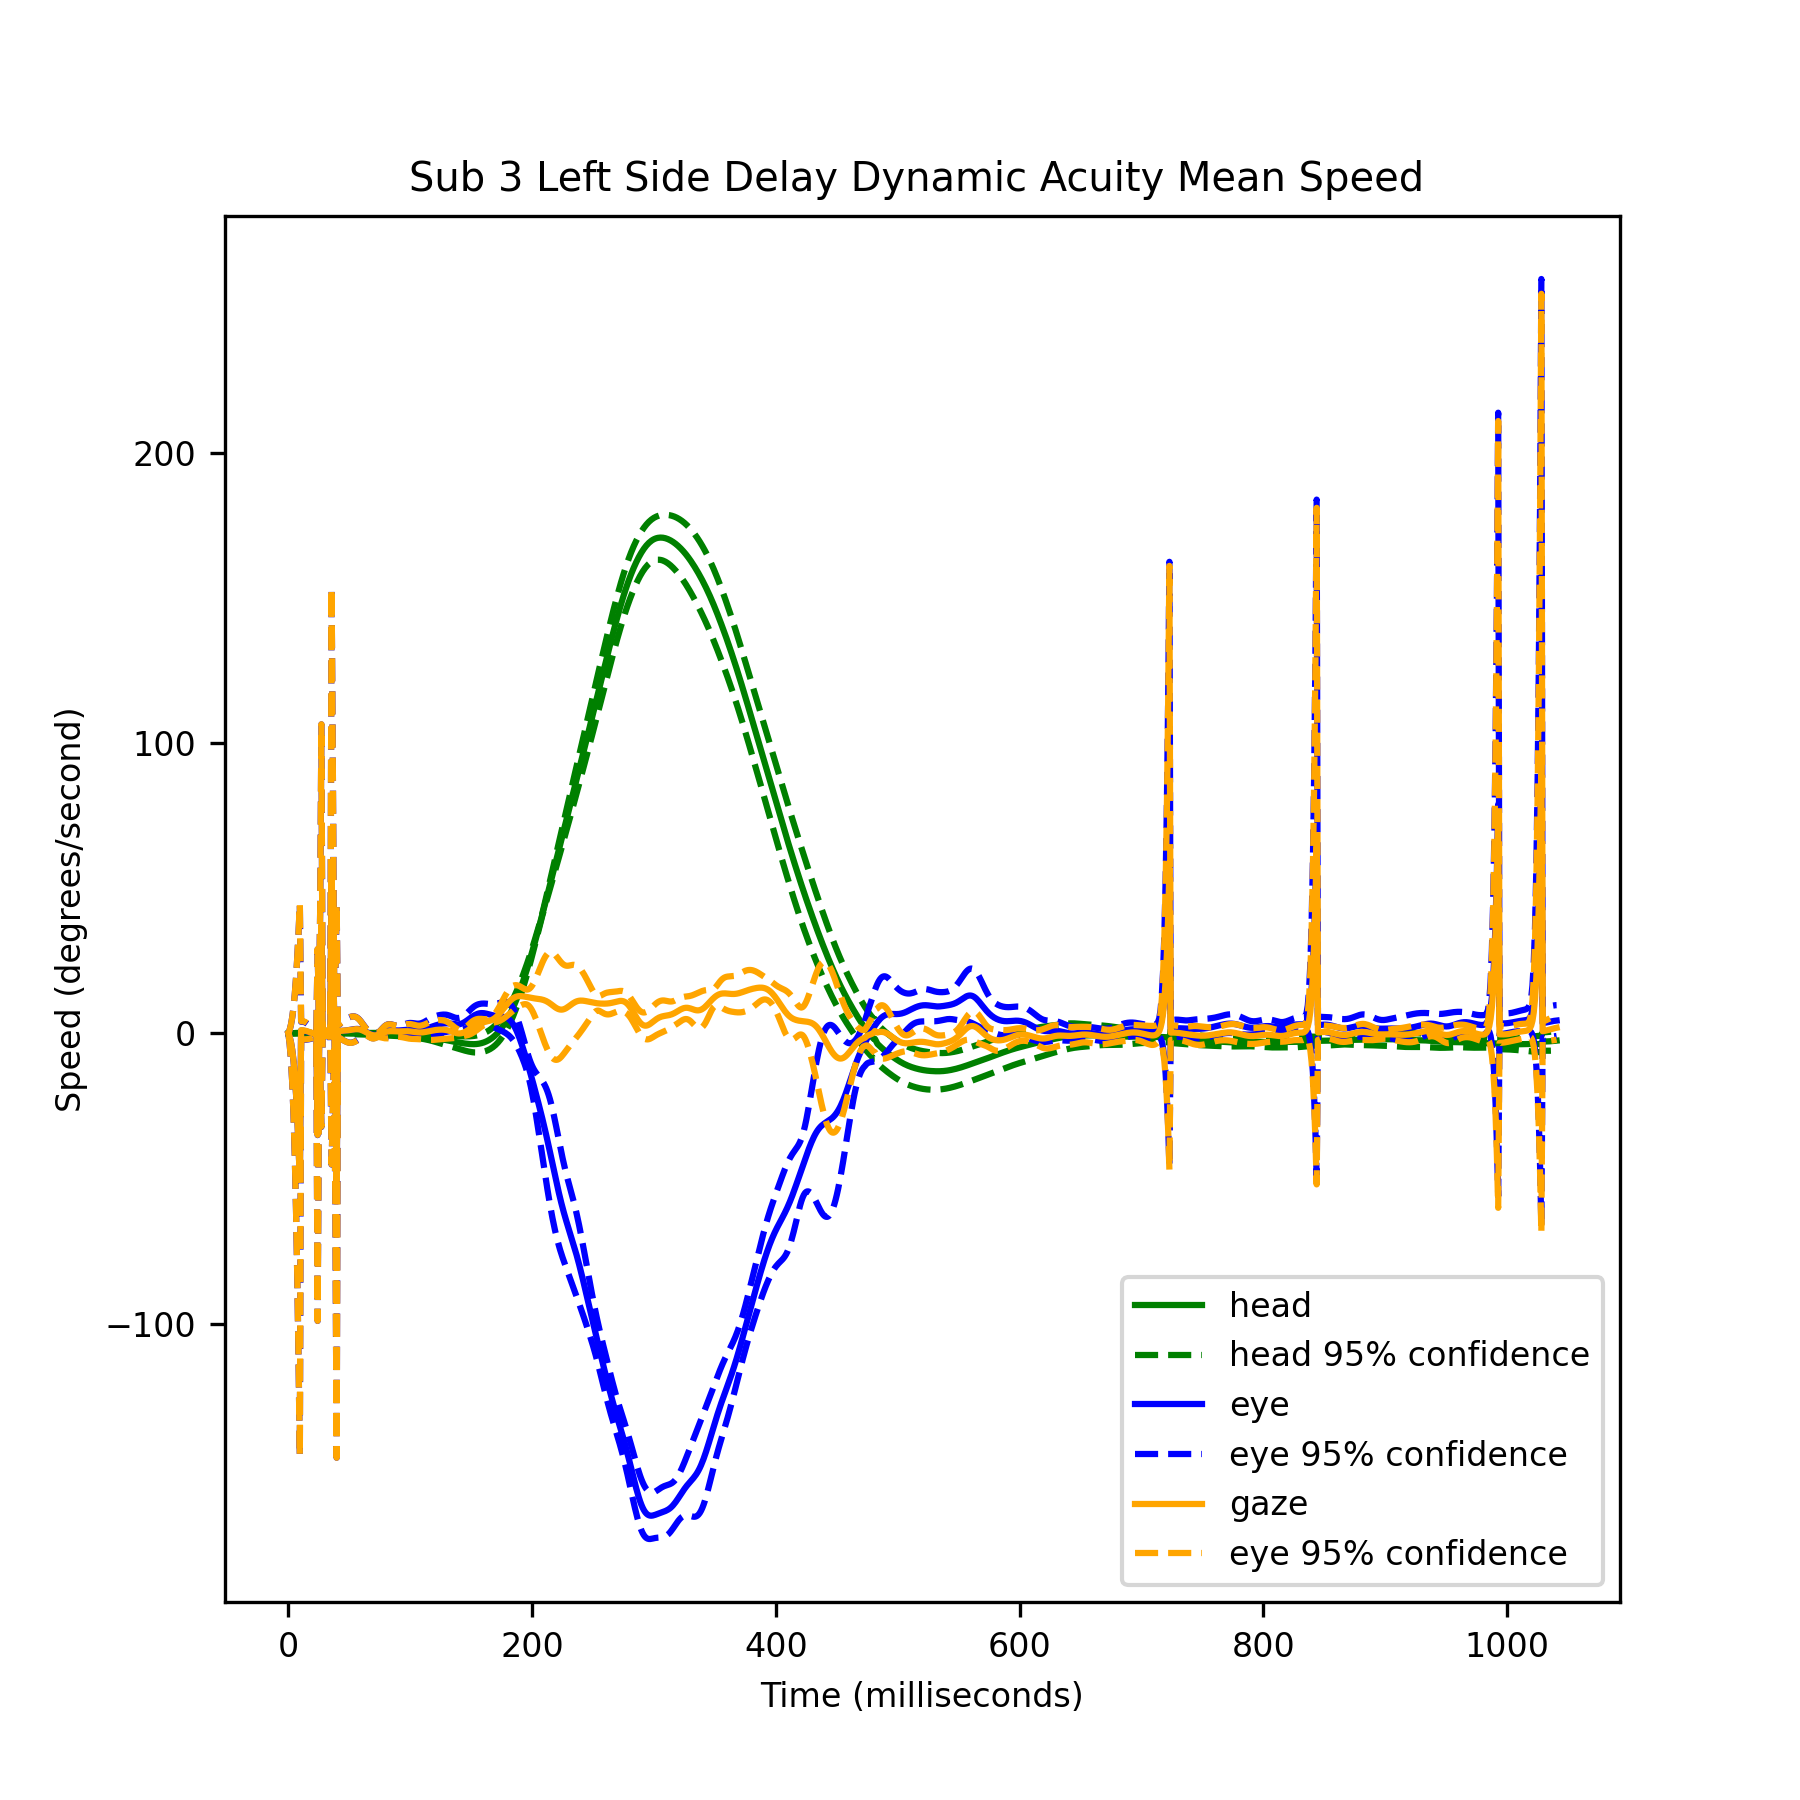 Sub 3 Left Side Delay Dynamic Acuity Mean Speed
Speed (degrees/second)
200
100
0
−100
head
head 95% confidence
eye
eye 95% confidence
gaze
eye 95% confidence
0 200 400 600 800 1000
Time (milliseconds)